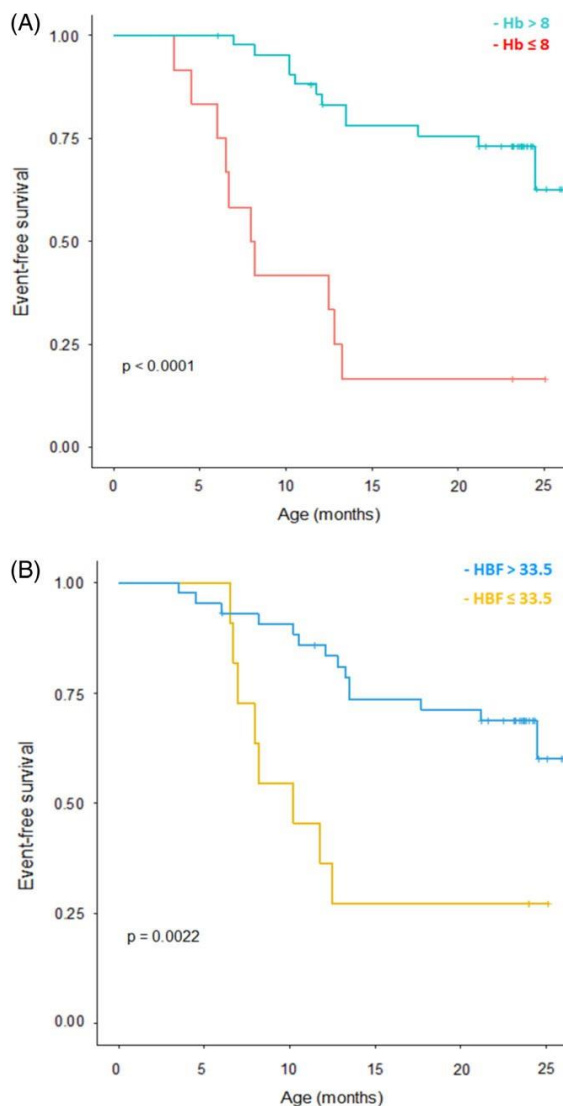 (A)
- Hb > 8
- Hb ≤ 8
1.00
0.75
0.50
0.25
0.00
Event-free survival
p < 0.0001
0 5 10 15 20 25
Age (months)
(B)
- HBF > 33.5
- HBF ≤ 33.5
1.00
0.75
0.50
0.25
0.00
Event-free survival
p = 0.0022
0 5 10 15 20 25
Age (months)